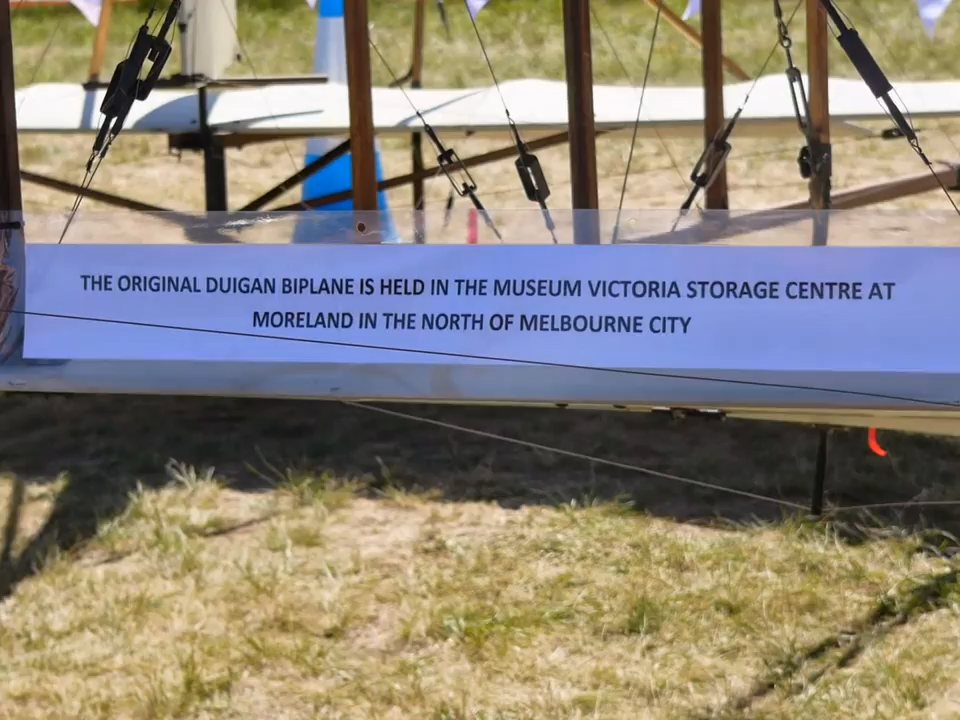 THE ORIGINAL DUIGAN BIPLANE IS HELD IN THE MUSEUM VICTORIA STORAGE CENTRE AT
MORELAND IN THE NORTH OF MELBOURNE CITY